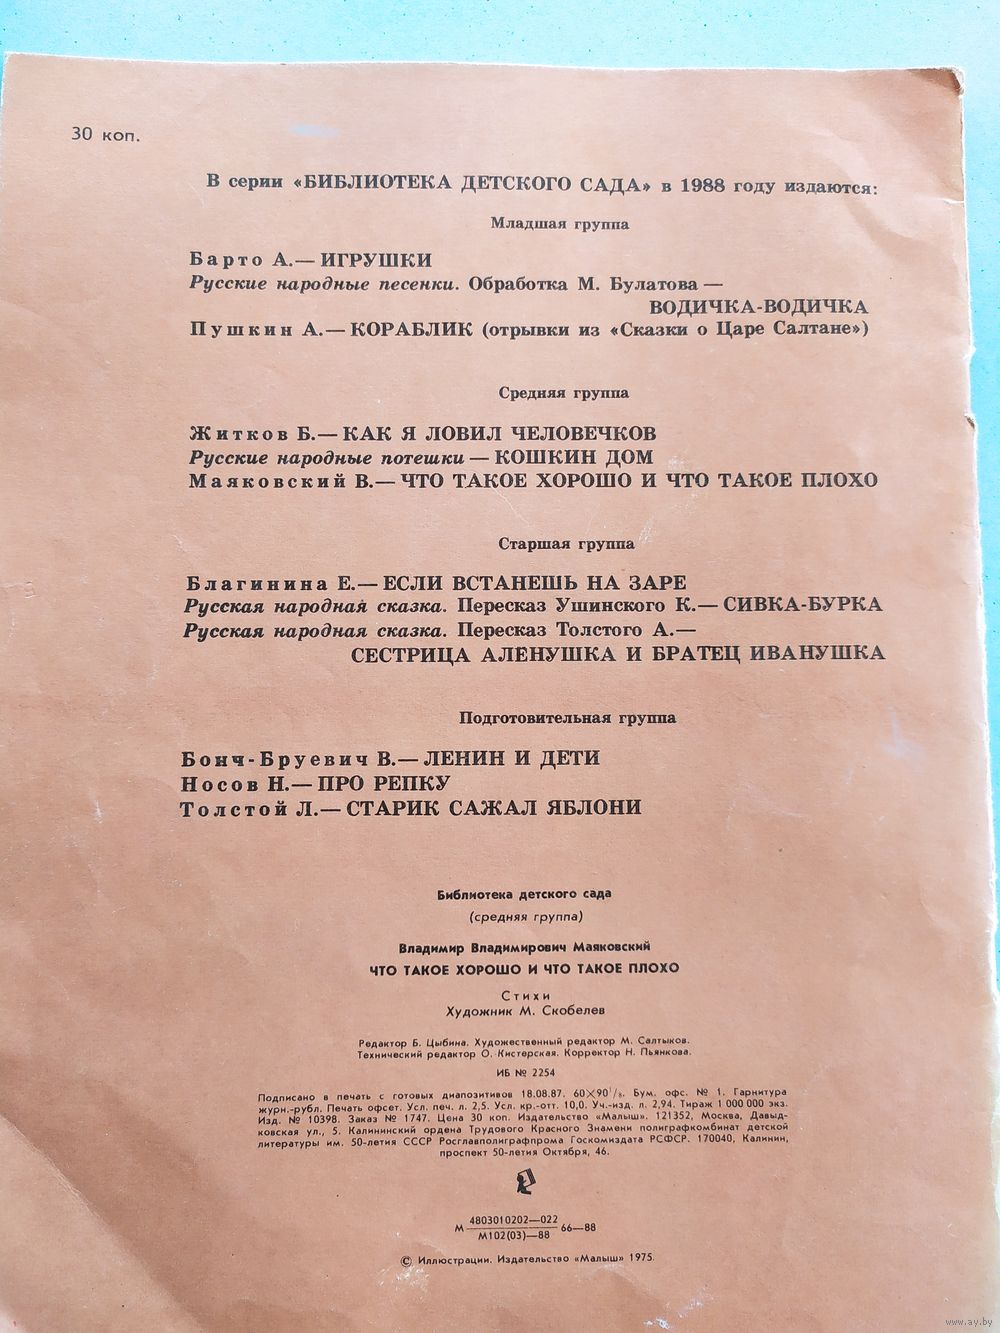 30 коп.
В серии «БИБЛИОТЕКА ДЕТСКОГО САДА» в 1988 году издаются:
Младшая группа
Барто А.— ИГРУШКИ
Русские народные песенки. Обработка М. Булатова —
ВОДИЧКА-ВОДИЧКА
Пушкин А.— КОРАБЛИК (отрывки из «Сказки о Царе Салтане»)
Средняя группа
Житков Б.— КАК Я ЛОВИЛ ЧЕЛОВЕЧКОВ
Русские народные потешки — КОШКИН ДОМ
Маяковский В.— ЧТО ТАКОЕ ХОРОШО И ЧТО ТАКОЕ ПЛОХО
Старшая группа
Благинина Е.— ЕСЛИ ВСТАНЕШЬ НА ЗАРЕ
Русская народная сказка. Пересказ Ушинского К.— СИВКА-БУРКА
Русская народная сказка. Пересказ Толстого А.—
СЕСТРИЦА АЛЕНУШКА И БРАТЕЦ ИВАНУШКА
Подготовительная группа
Бонч-Бруевич В.— ЛЕНИН И ДЕТИ
Носов Н.— ПРО РЕПКУ
Толстой Л.— СТАРИК САЖАЛ ЯБЛОНИ
Библиотека детского сада
(средняя группа)
Владимир Владимирович Маяковский
ЧТО ТАКОЕ ХОРОШО И ЧТО ТАКОЕ ПЛОХО
Стихи
Художник М. Скобелев
Редактор Б. Цыбина. Художественный редактор М. Салтыков.
Технический редактор О. Кистерская. Корректор Н. Пьянкова.
ИБ № 2254
Подписано в печать с готовых диапозитивов 18.08.87. 60×90¹/₈. Бум. офс. № 1. Гарнитура
журн.-рубл. Печать офсет. Усл. печ. л. 2,5. Усл. кр.-отт. 10,0. Уч.-изд. л. 2,94. Тираж 1 000 000 экз.
Изд. № 10398. Заказ № 1747. Цена 30 коп. Издательство «Малыш». 121352, Москва, Давыд-
ковская ул., 5. Калининский ордена Трудового Красного Знамени полиграфкомбинат детской
литературы им. 50-летия СССР Росглавполиграфпрома Госкомиздата РСФСР. 170040, Калинин,
проспект 50-летия Октября, 46.
М 4803010202—022 66—88
М102(03)—88
© Иллюстрации. Издательство «Малыш» 1975.
www.ay.by